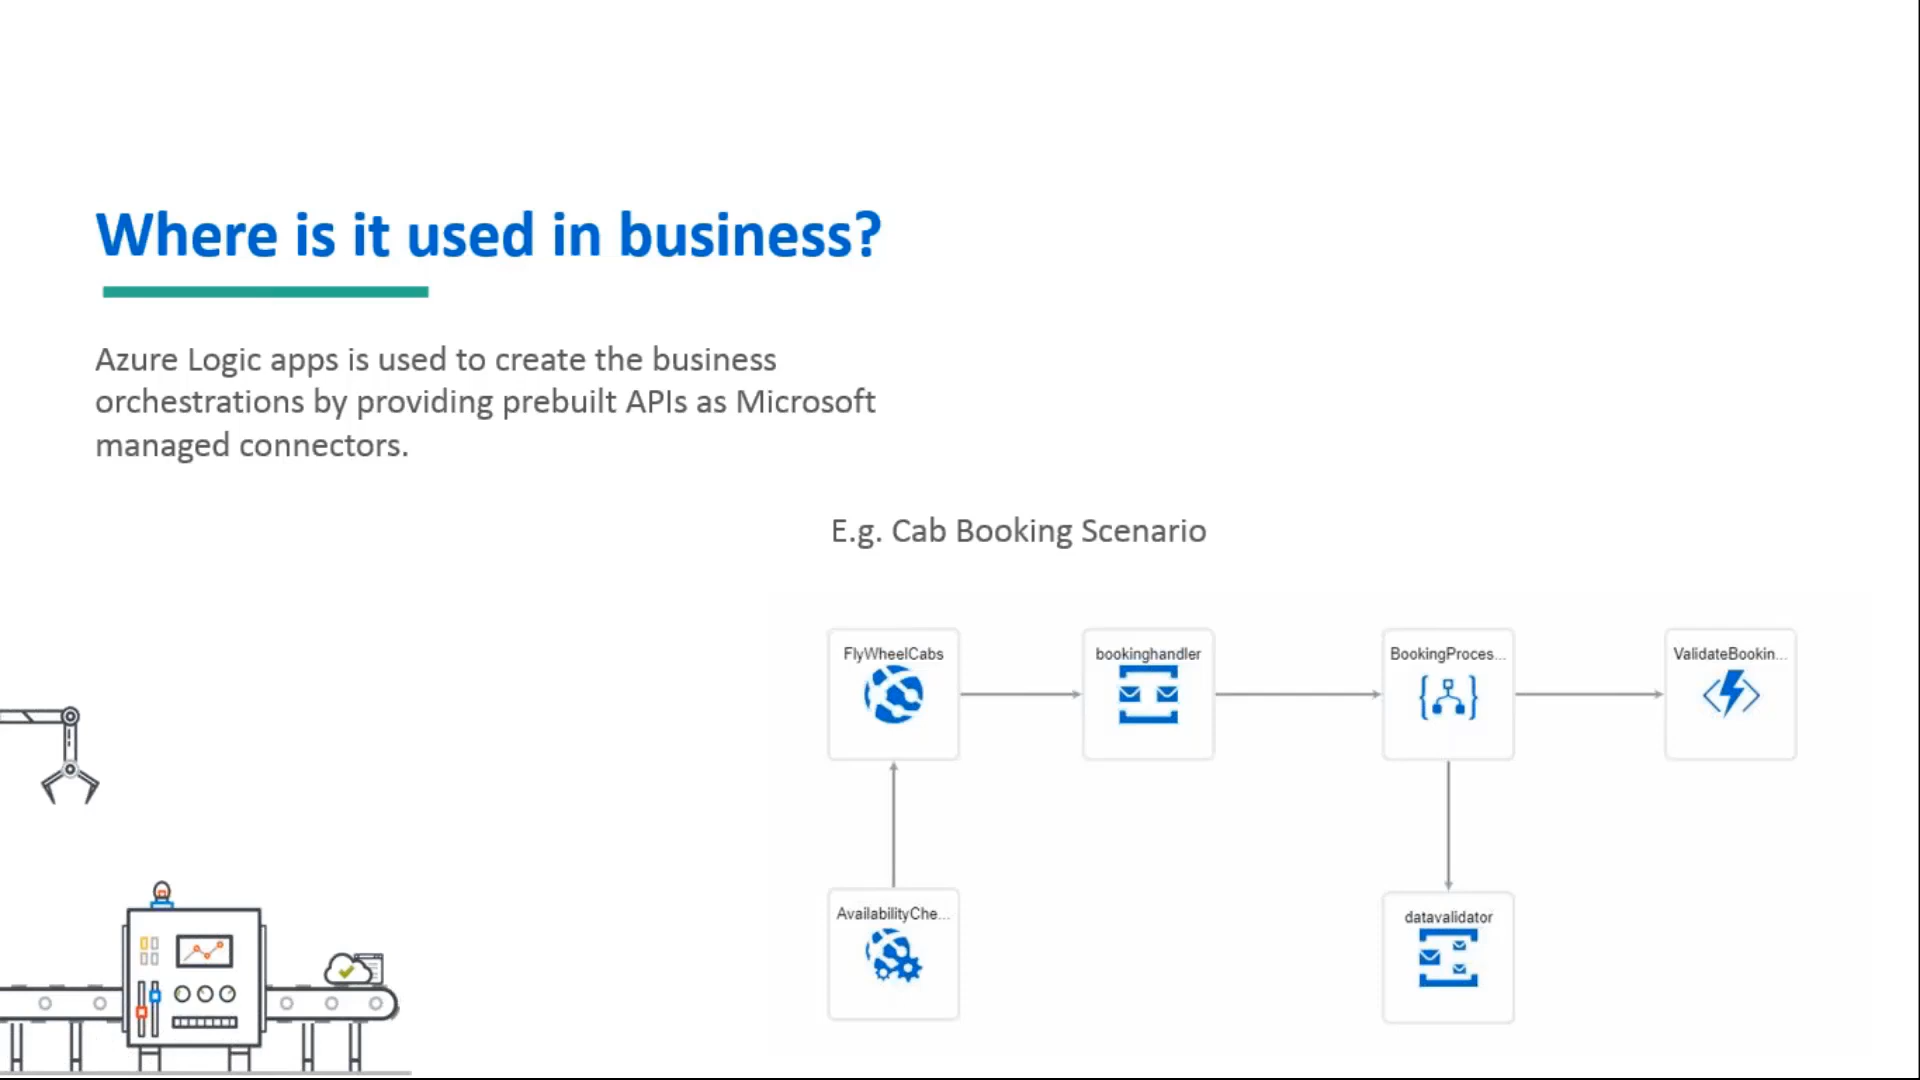 Where is it used in business?
Azure Logic apps is used to create the business
orchestrations by providing prebuilt APIs as Microsoft
managed connectors.
E.g. Cab Booking Scenario
FlyWheelCabs
bookinghandler
BookingProces...
ValidateBookin...
AvailabilityChe...
datavalidator